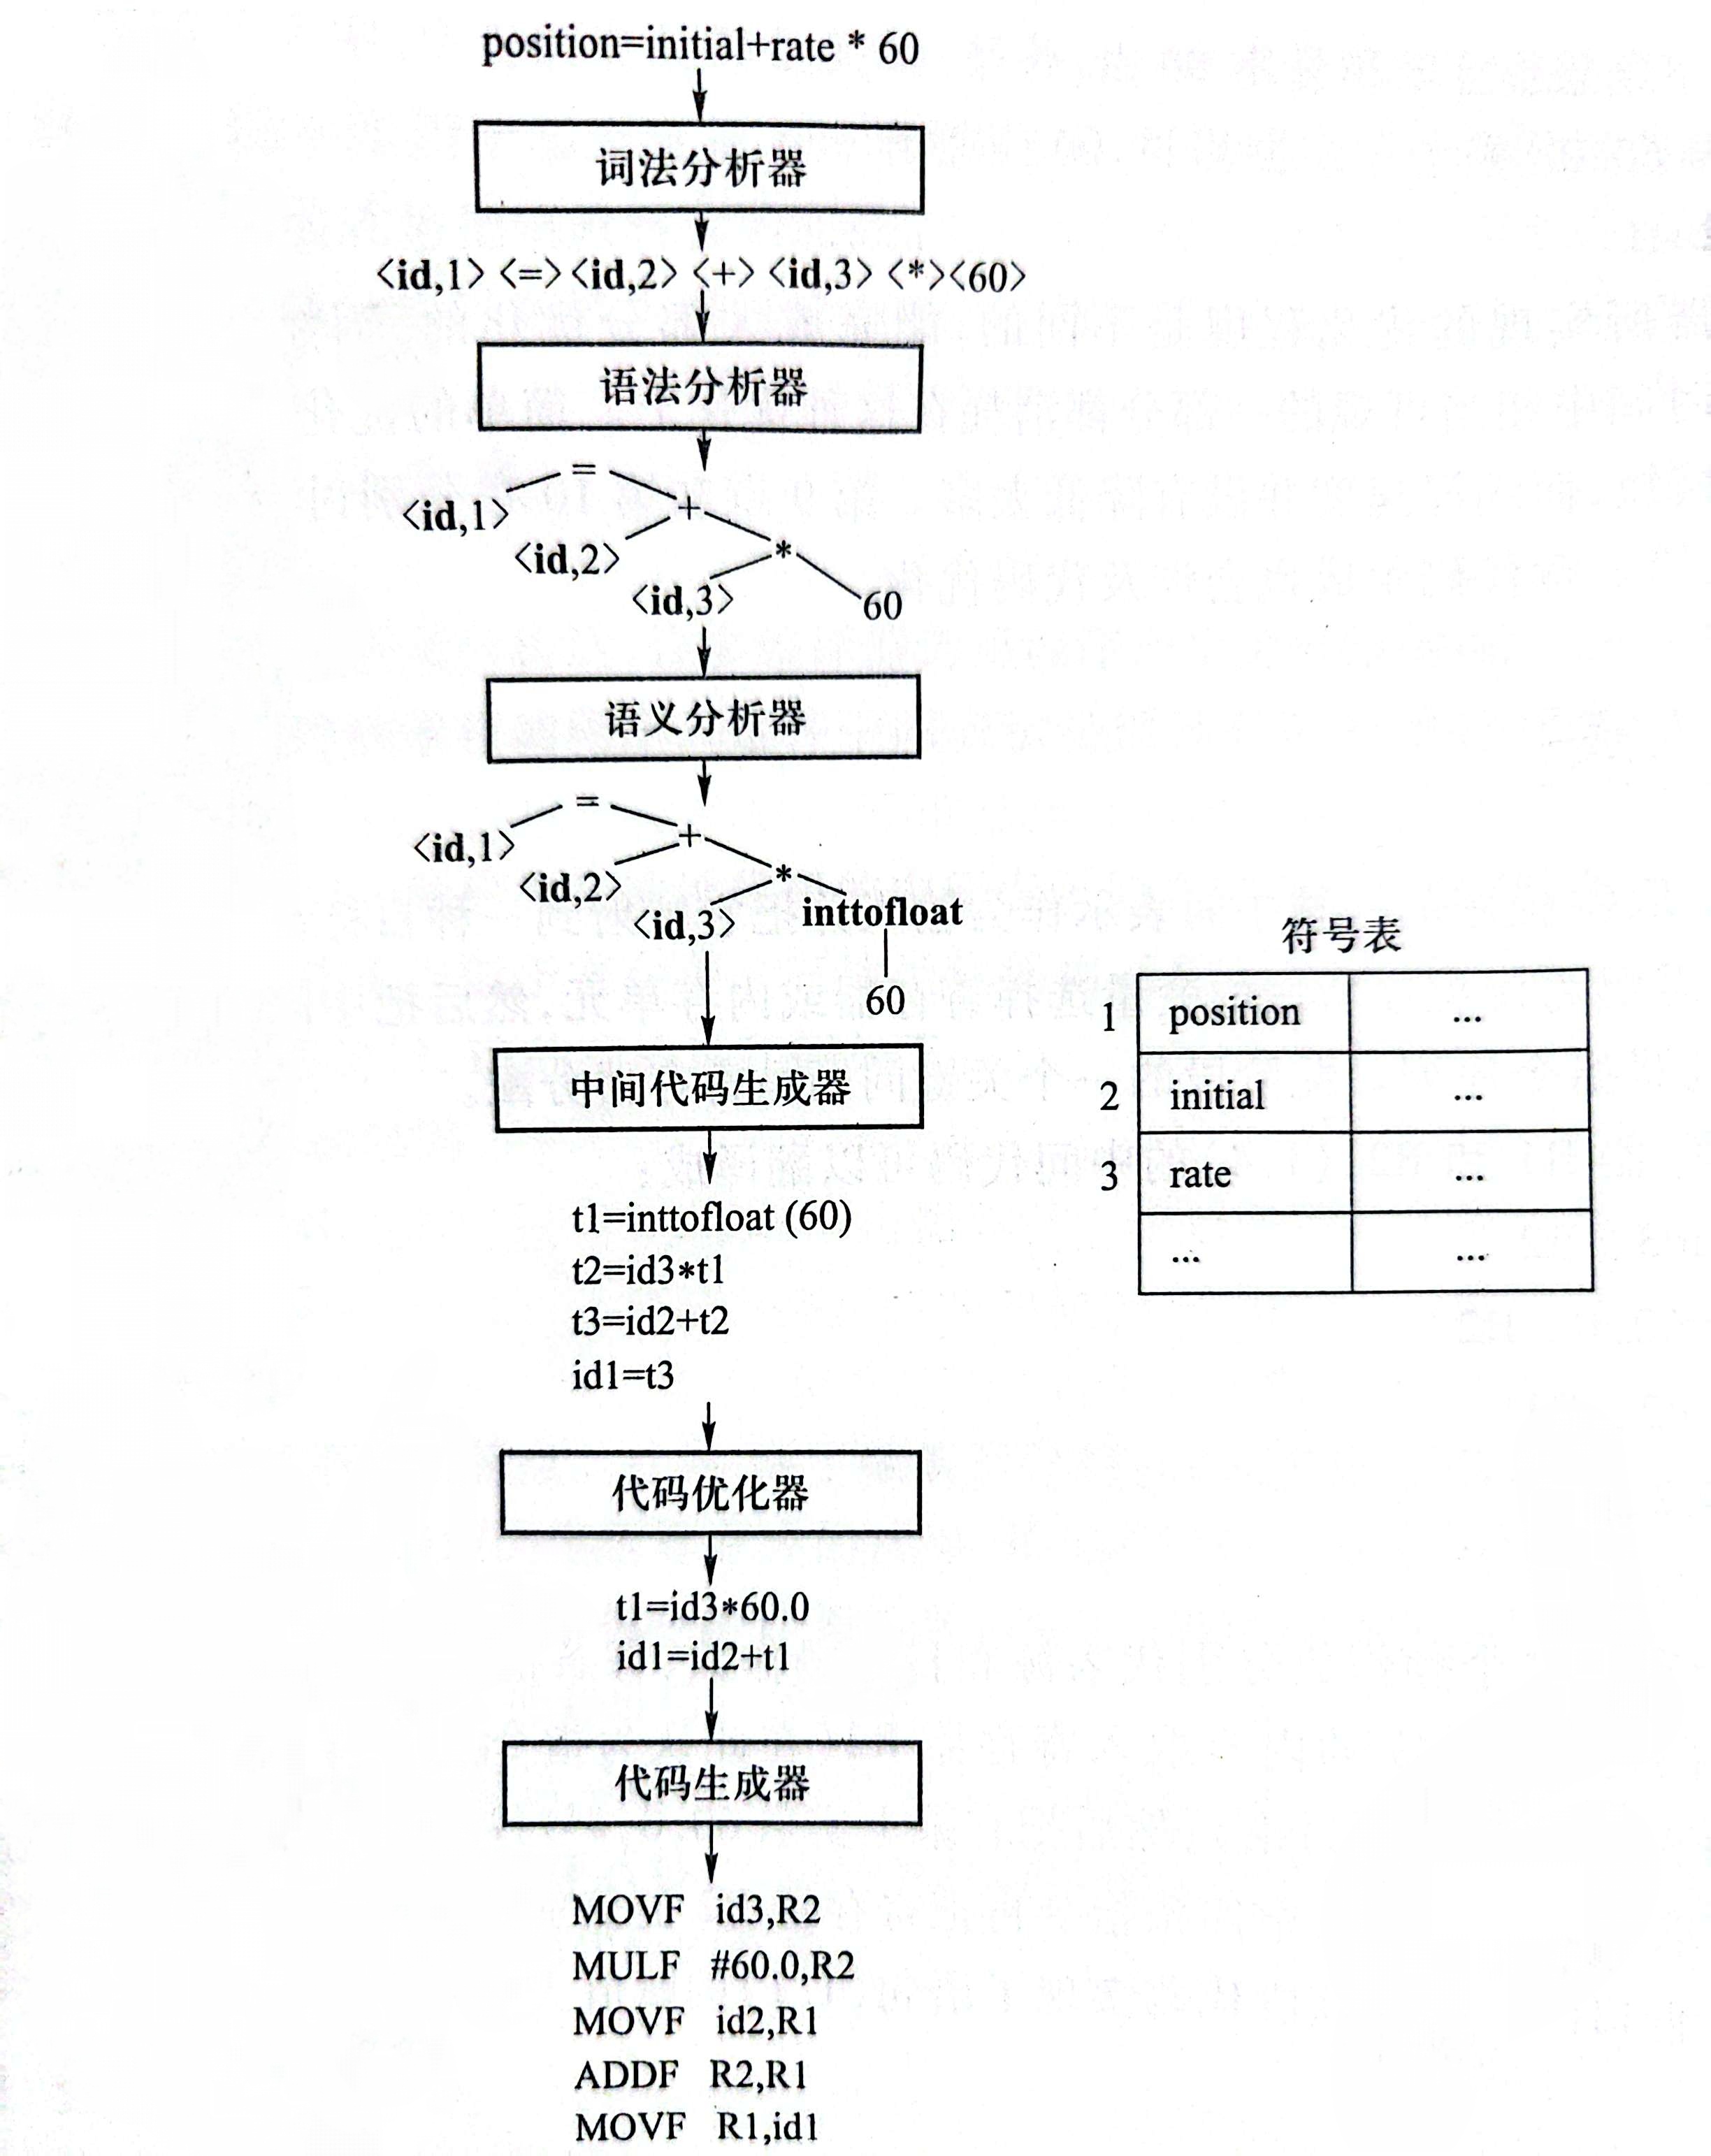 position=initial+rate * 60
词法分析器
<id,1> <=> <id,2> <+> <id,3> <*><60>
语法分析器
=
<id,1> +
<id,2> *
<id,3> 60
语义分析器
=
<id,1> +
<id,2> *
<id,3> inttofloat
60
中间代码生成器
t1=inttofloat (60)
t2=id3*t1
t3=id2+t2
id1=t3
代码优化器
t1=id3*60.0
id1=id2+t1
代码生成器
MOVF id3,R2
MULF #60.0,R2
MOVF id2,R1
ADDF R2,R1
MOVF R1,id1
符号表
1 position ...
2 initial ...
3 rate ...
... ...